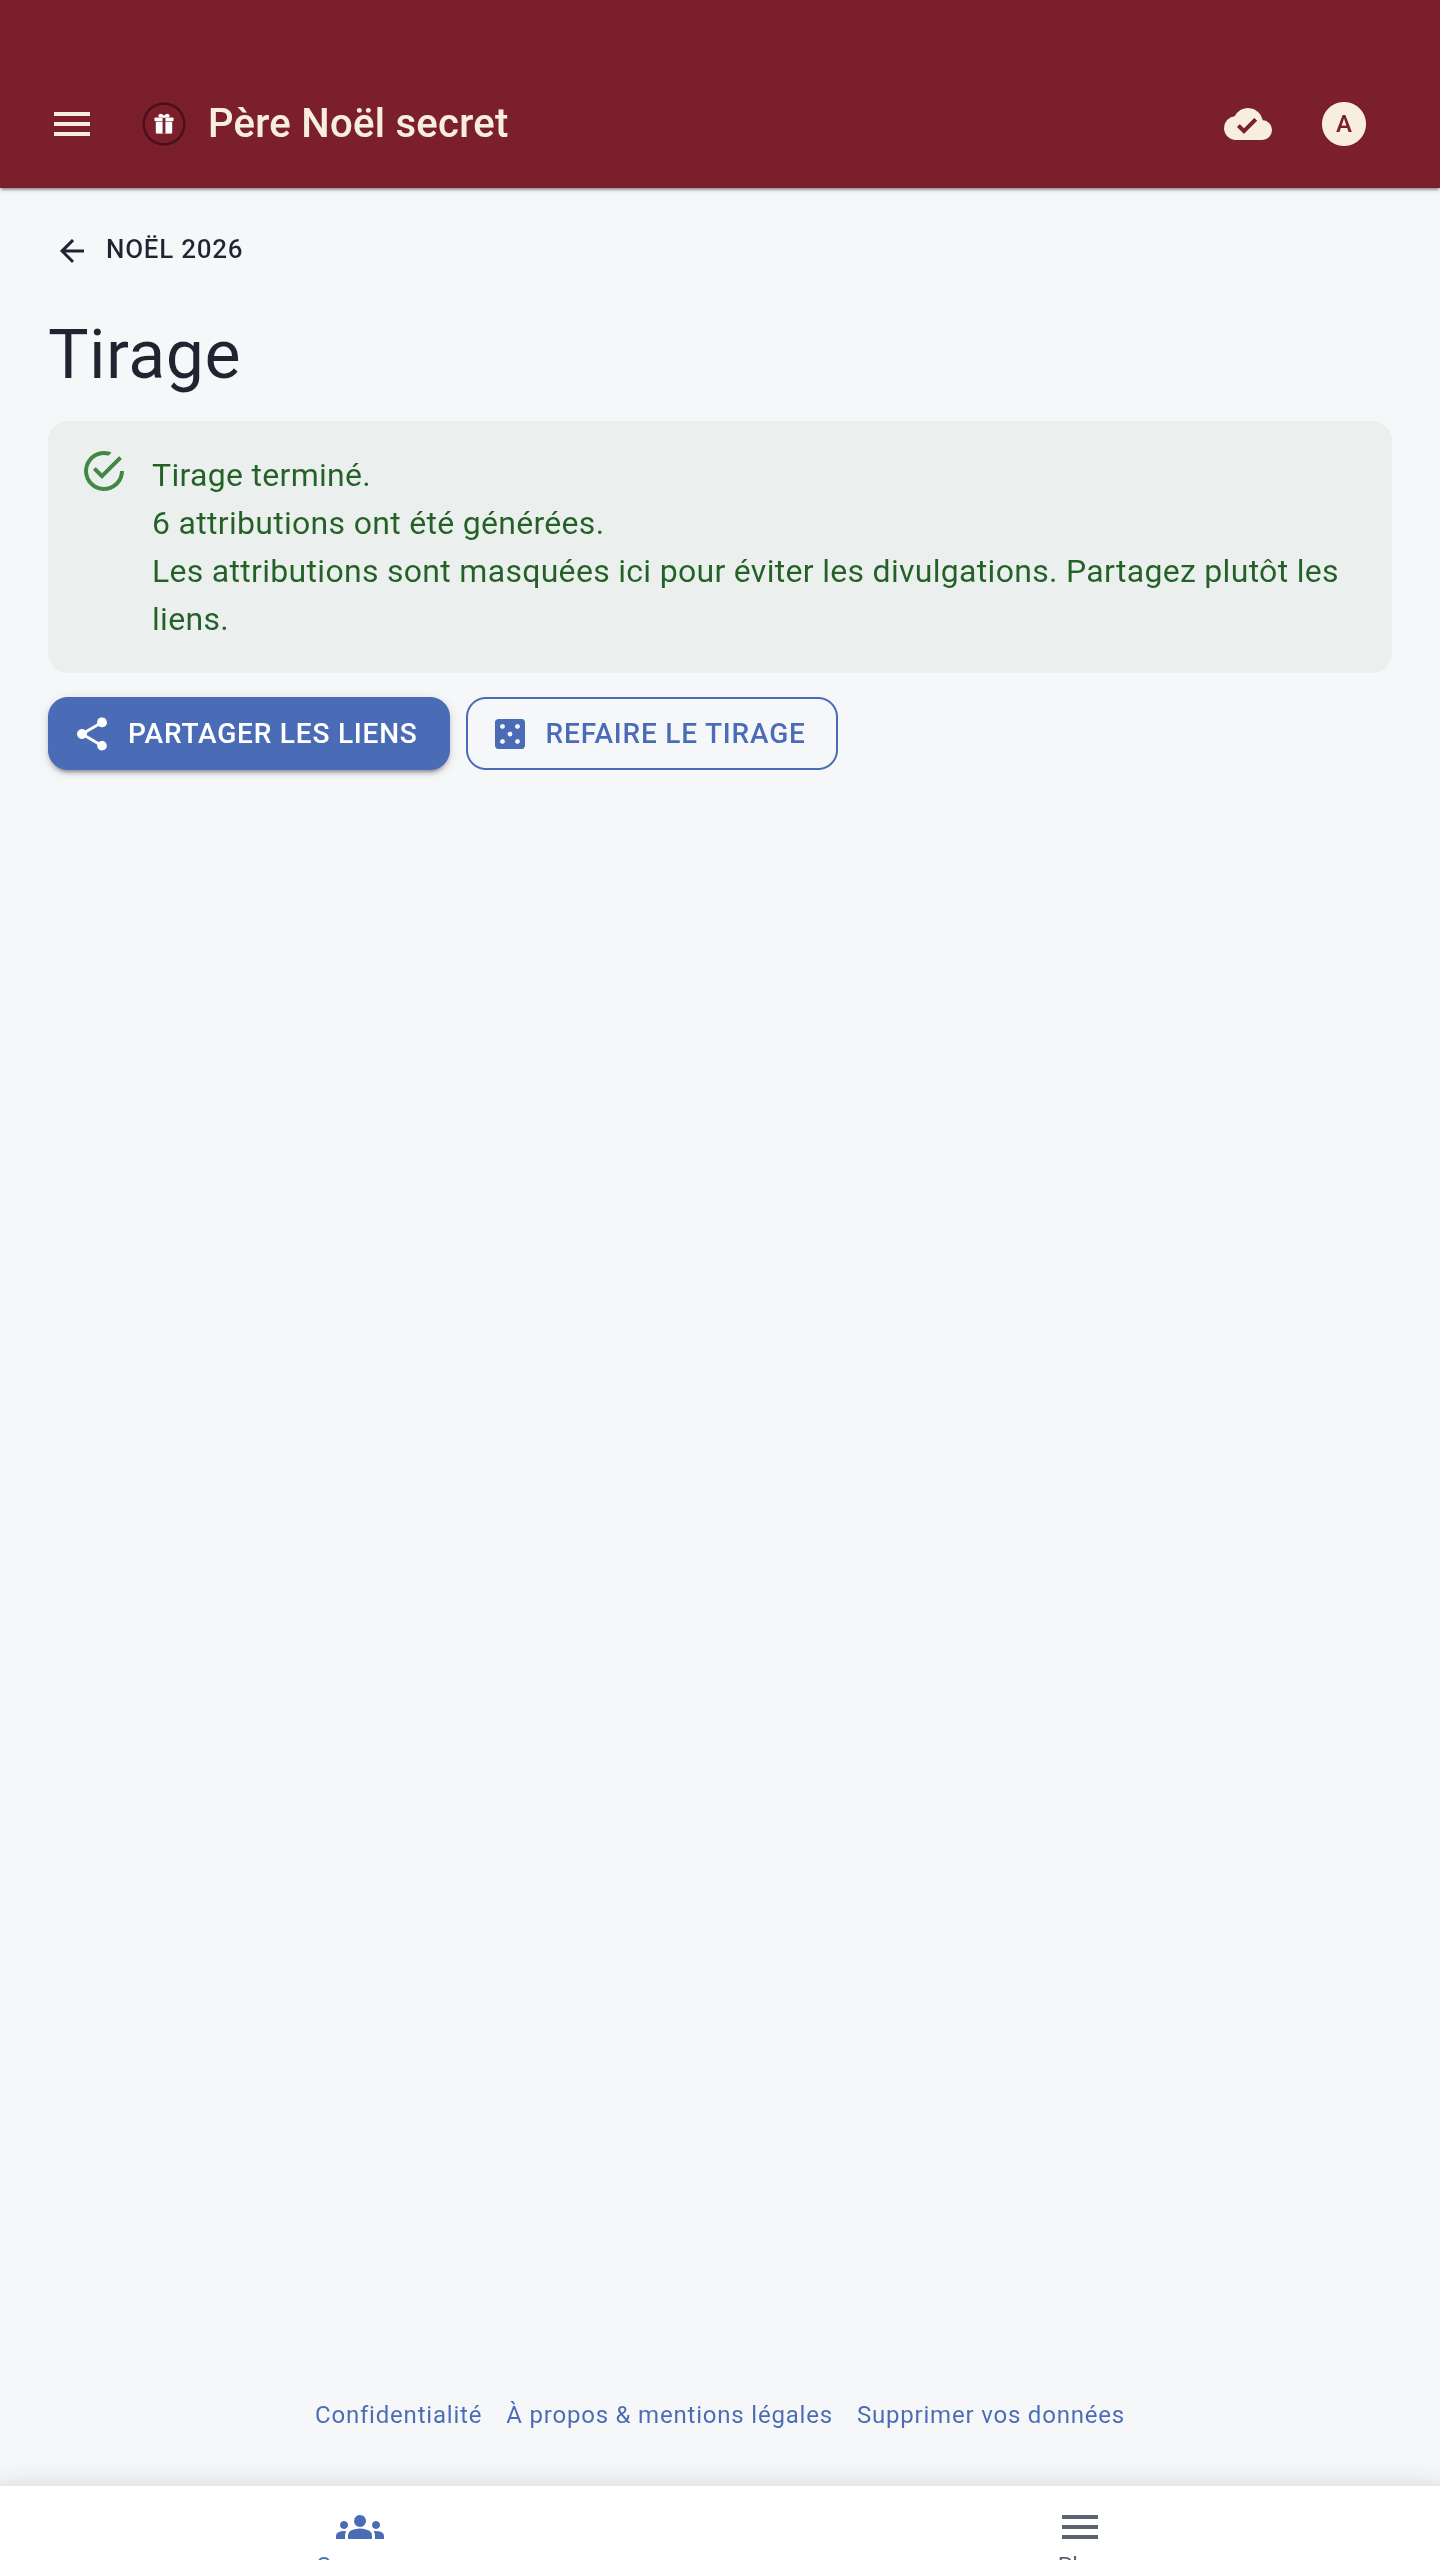 Père Noël secret
A
NOËL 2026
Tirage
Tirage terminé.
6 attributions ont été générées.
Les attributions sont masquées ici pour éviter les divulgations. Partagez plutôt les
liens.
PARTAGER LES LIENS
REFAIRE LE TIRAGE
Confidentialité À propos & mentions légales Supprimer vos données